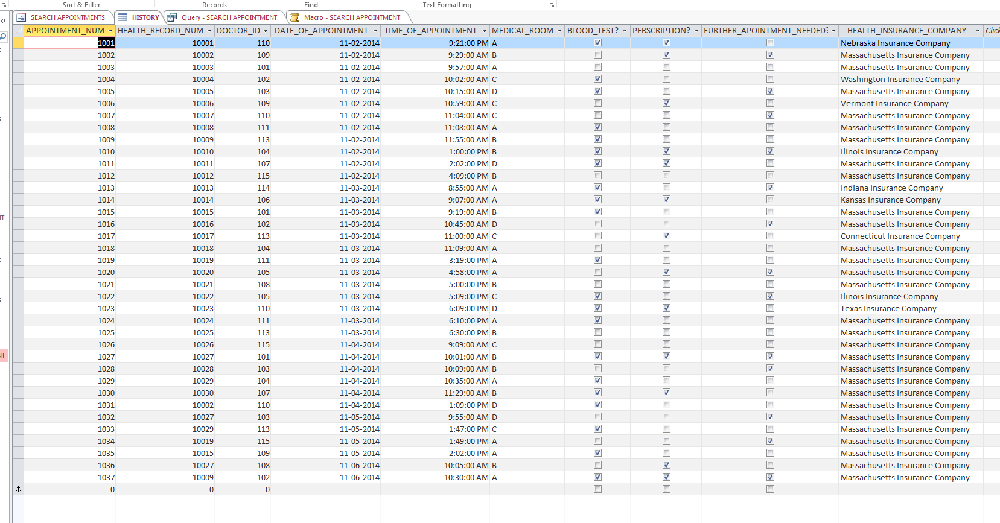 Sort & Filter Records Find Text Formatting
SEARCH APPOINTMENTS HISTORY Query - SEARCH APPOINTMENT Macro - SEARCH APPOINTMENT
APPOINTMENT_NUM HEALTH_RECORD_NUM DOCTOR_ID DATE_OF_APPOINTMENT TIME_OF_APPOINTMENT MEDICAL_ROOM BLOOD_TEST? PERSCRIPTION? FURTHER_APOINTMENT_NEEDED? HEALTH_INSURANCE_COMPANY Click
1001 10001 110 11-02-2014 9:21:00 PM A Nebraska Insurance Company
1002 10002 109 11-02-2014 9:29:00 AM B Massachusetts Insurance Company
1003 10003 101 11-02-2014 9:57:00 AM A Massachusetts Insurance Company
1004 10004 102 11-02-2014 10:02:00 AM C Washington Insurance Company
1005 10005 103 11-02-2014 10:15:00 AM D Massachusetts Insurance Company
1006 10006 109 11-02-2014 10:59:00 AM C Vermont Insurance Company
1007 10007 110 11-02-2014 11:04:00 AM C Massachusetts Insurance Company
1008 10008 111 11-02-2014 11:08:00 AM A Massachusetts Insurance Company
1009 10009 113 11-02-2014 11:55:00 AM B Massachusetts Insurance Company
1010 10010 104 11-02-2014 1:00:00 PM B Ilinois Insurance Company
1011 10011 107 11-02-2014 2:02:00 PM D Massachusetts Insurance Company
1012 10012 115 11-02-2014 4:09:00 PM B Massachusetts Insurance Company
1013 10013 114 11-03-2014 8:55:00 AM A Indiana Insurance Company
1014 10014 106 11-03-2014 9:07:00 AM A Kansas Insurance Company
1015 10015 101 11-03-2014 9:19:00 AM B Massachusetts Insurance Company
1016 10016 102 11-03-2014 10:45:00 AM D Massachusetts Insurance Company
1017 10017 113 11-03-2014 11:00:00 AM C Connecticut Insurance Company
1018 10018 104 11-03-2014 11:09:00 AM A Massachusetts Insurance Company
1019 10019 111 11-03-2014 3:19:00 PM A Massachusetts Insurance Company
1020 10020 105 11-03-2014 4:58:00 PM A Massachusetts Insurance Company
1021 10021 108 11-03-2014 5:00:00 PM B Massachusetts Insurance Company
1022 10022 105 11-03-2014 5:09:00 PM C Ilinois Insurance Company
1023 10023 110 11-03-2014 6:09:00 PM D Texas Insurance Company
1024 10024 111 11-03-2014 6:10:00 PM A Massachusetts Insurance Company
1025 10025 113 11-03-2014 6:30:00 PM B Massachusetts Insurance Company
1026 10026 115 11-04-2014 9:09:00 AM C Massachusetts Insurance Company
1027 10027 101 11-04-2014 10:01:00 AM B Massachusetts Insurance Company
1028 10028 103 11-04-2014 10:09:00 AM B Massachusetts Insurance Company
1029 10029 104 11-04-2014 10:35:00 AM A Massachusetts Insurance Company
1030 10030 107 11-04-2014 11:29:00 AM B Massachusetts Insurance Company
1031 10002 110 11-04-2014 1:09:00 PM D Massachusetts Insurance Company
1032 10027 103 11-05-2014 9:55:00 AM D Massachusetts Insurance Company
1033 10029 113 11-05-2014 1:47:00 PM C Massachusetts Insurance Company
1034 10019 115 11-05-2014 1:49:00 PM A Massachusetts Insurance Company
1035 10015 109 11-05-2014 2:02:00 PM A Massachusetts Insurance Company
1036 10027 108 11-06-2014 10:05:00 AM B Massachusetts Insurance Company
1037 10009 102 11-06-2014 10:30:00 AM A Massachusetts Insurance Company
0 0 0